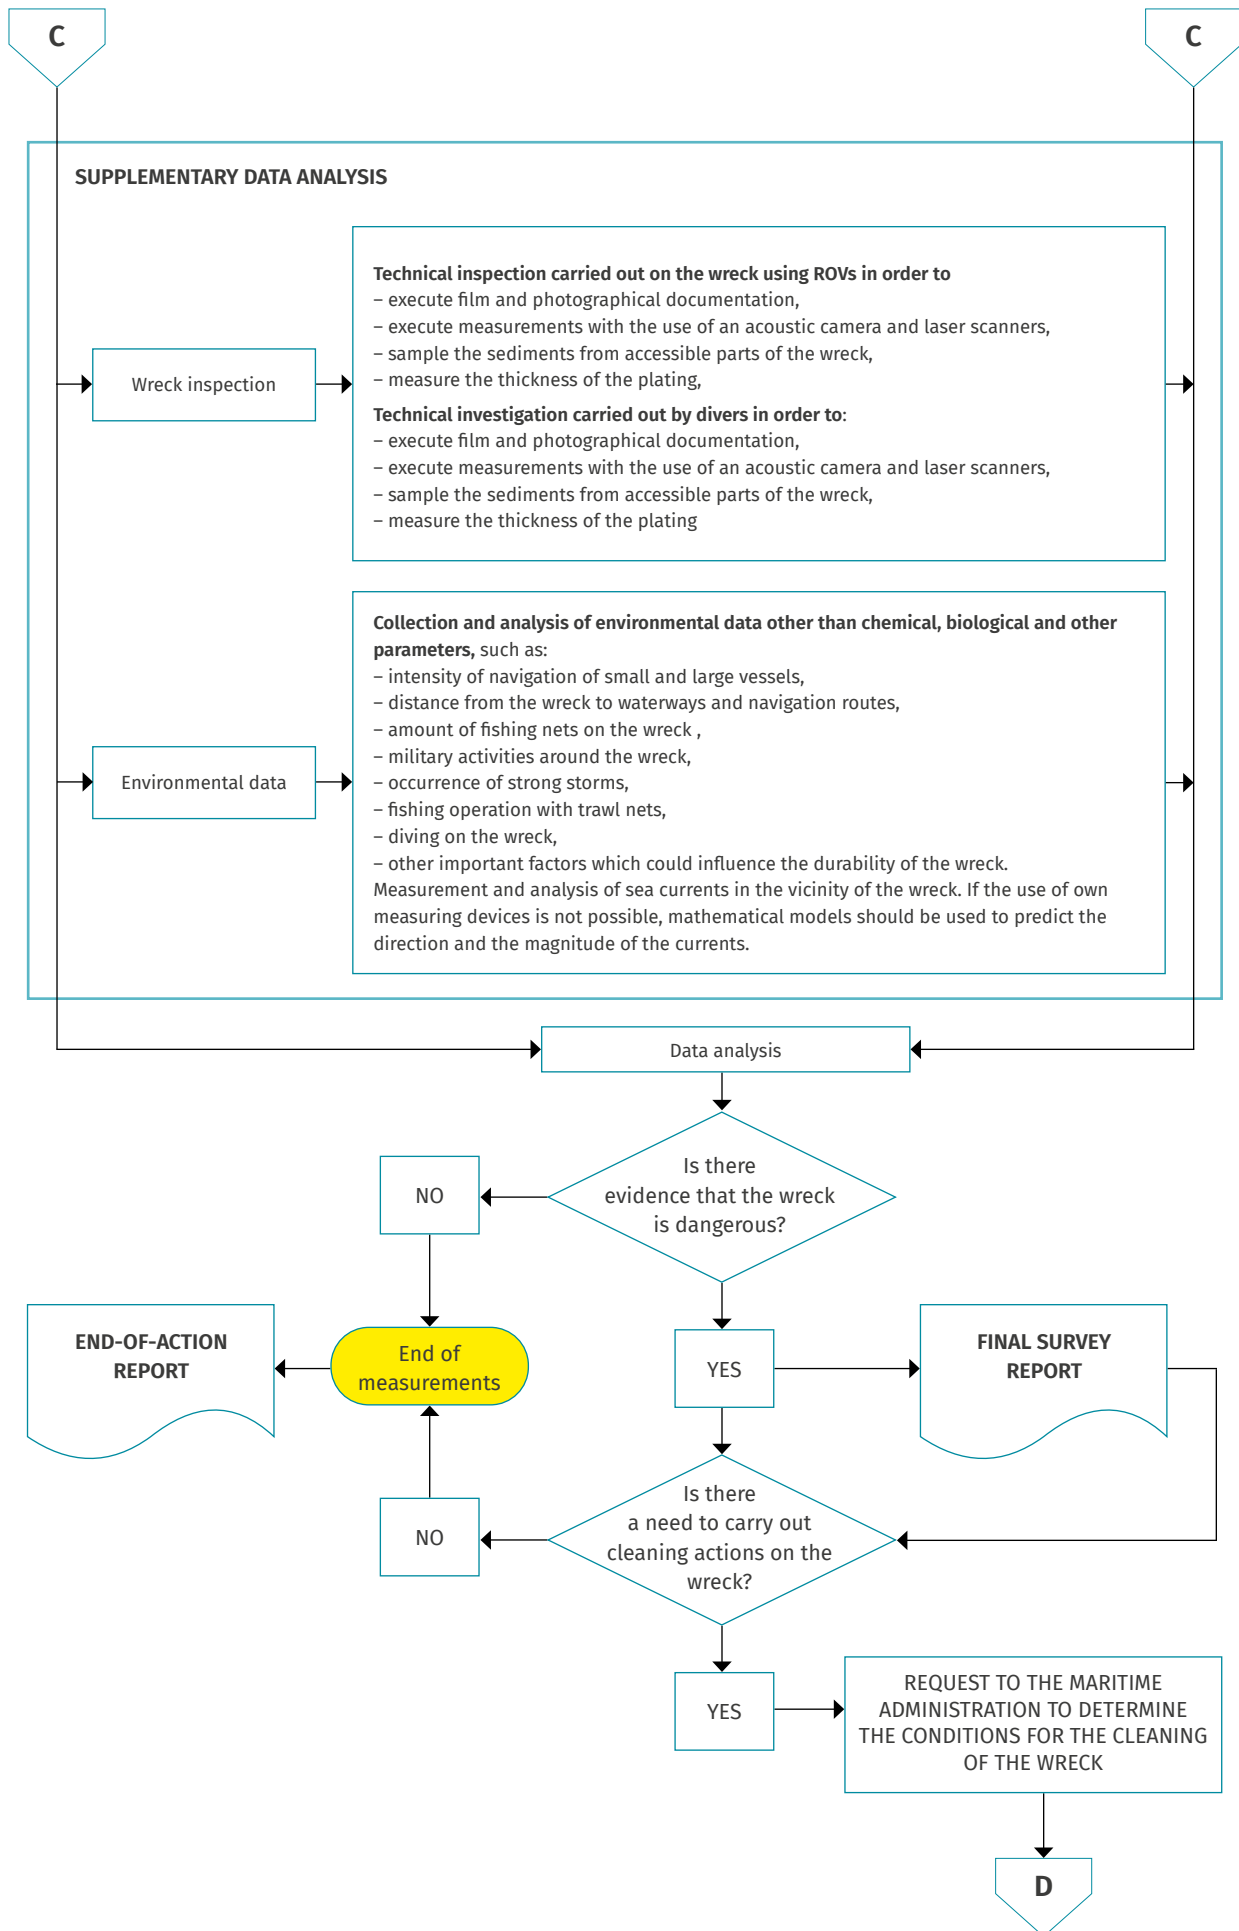 C
C
SUPPLEMENTARY DATA ANALYSIS
Wreck inspection
Technical inspection carried out on the wreck using ROVs in order to
– execute film and photographical documentation,
– execute measurements with the use of an acoustic camera and laser scanners,
– sample the sediments from accessible parts of the wreck,
– measure the thickness of the plating,
Technical investigation carried out by divers in order to:
– execute film and photographical documentation,
– execute measurements with the use of an acoustic camera and laser scanners,
– sample the sediments from accessible parts of the wreck,
– measure the thickness of the plating
Environmental data
Collection and analysis of environmental data other than chemical, biological and other
parameters, such as:
– intensity of navigation of small and large vessels,
– distance from the wreck to waterways and navigation routes,
– amount of fishing nets on the wreck ,
– military activities around the wreck,
– occurrence of strong storms,
– fishing operation with trawl nets,
– diving on the wreck,
– other important factors which could influence the durability of the wreck.
Measurement and analysis of sea currents in the vicinity of the wreck. If the use of own
measuring devices is not possible, mathematical models should be used to predict the
direction and the magnitude of the currents.
Data analysis
Is there
evidence that the wreck
is dangerous?
NO
END-OF-ACTION
REPORT
End of
measurements
YES
FINAL SURVEY
REPORT
Is there
a need to carry out
cleaning actions on the
wreck?
NO
YES
REQUEST TO THE MARITIME
ADMINISTRATION TO DETERMINE
THE CONDITIONS FOR THE CLEANING
OF THE WRECK
D